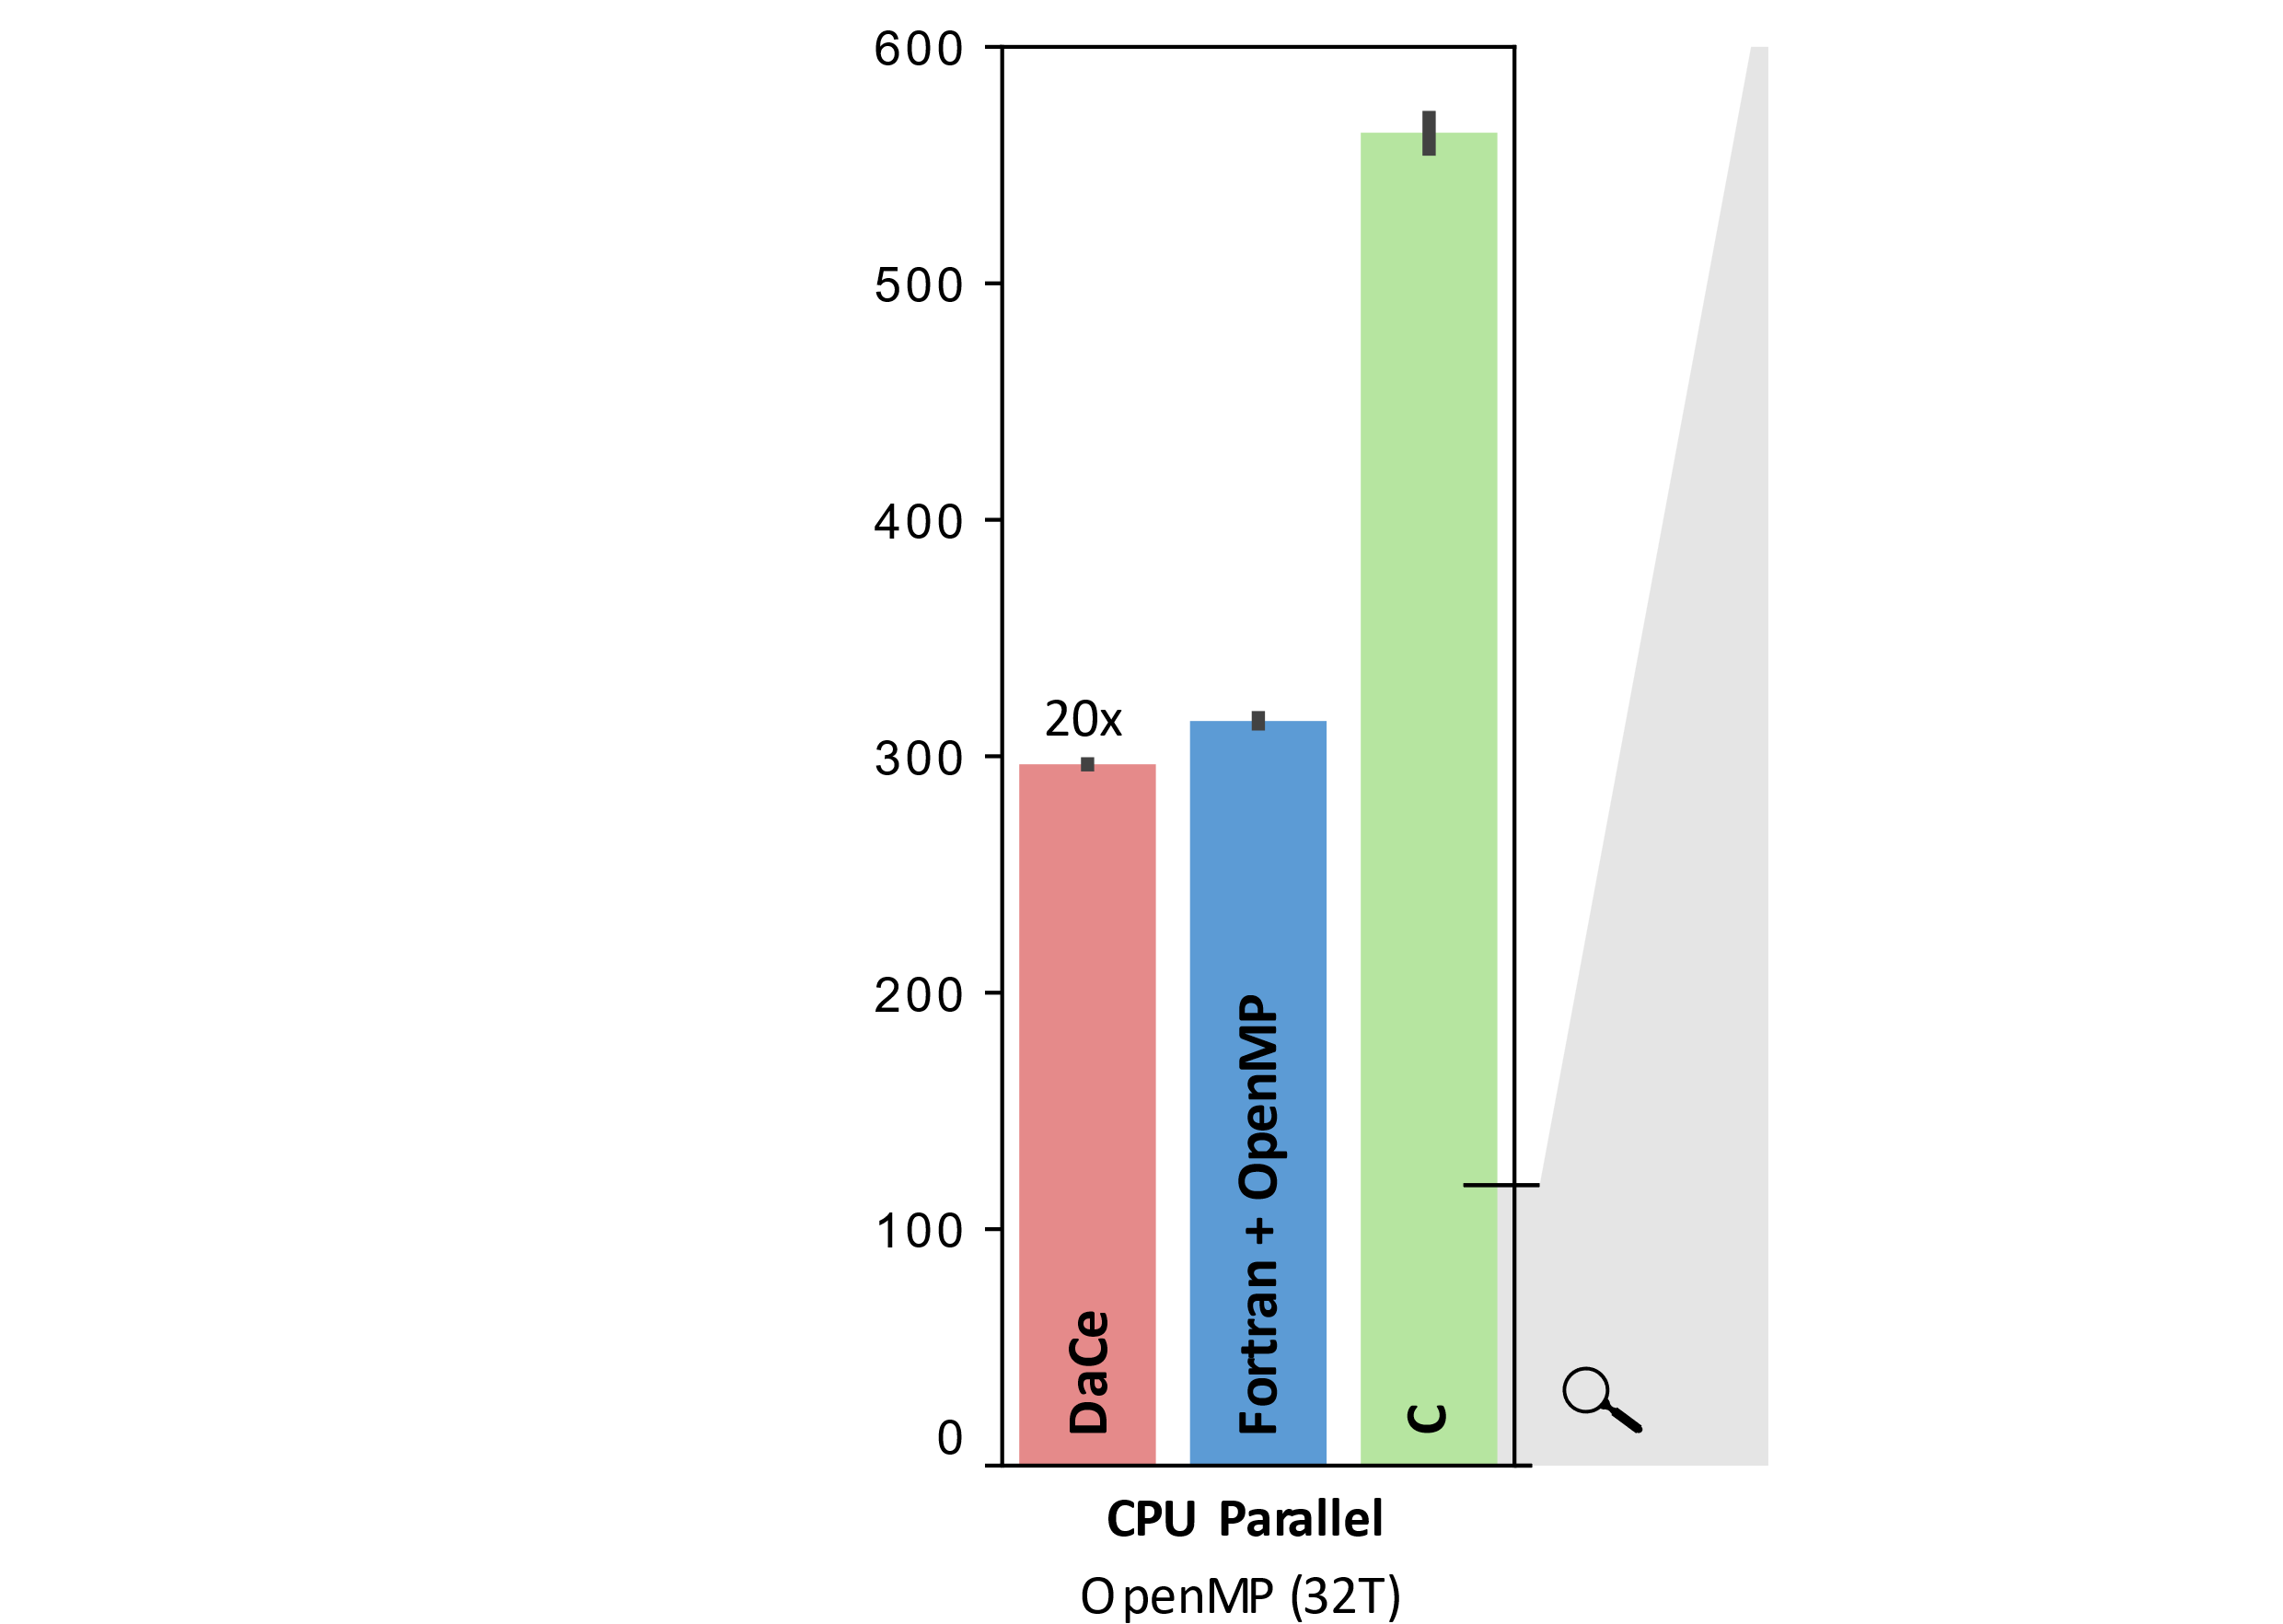 600
500
400
300
200
100
0
20x
DaCe
Fortran + OpenMP
C
CPU Parallel
OpenMP (32T)